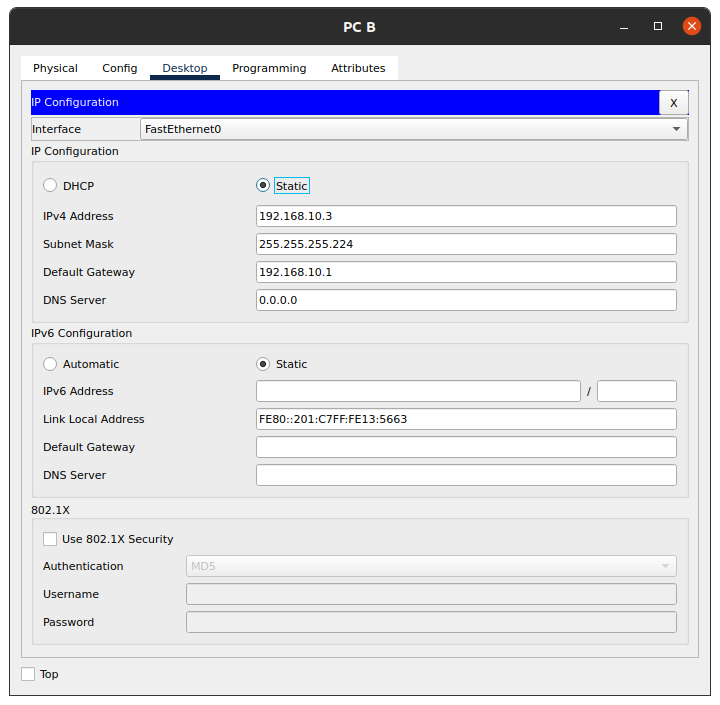 PC B
Physical Config Desktop Programming Attributes
IP Configuration X
Interface FastEthernet0
IP Configuration
DHCP Static
IPv4 Address 192.168.10.3
Subnet Mask 255.255.255.224
Default Gateway 192.168.10.1
DNS Server 0.0.0.0
IPv6 Configuration
Automatic Static
IPv6 Address /
Link Local Address FE80::201:C7FF:FE13:5663
Default Gateway
DNS Server
802.1X
Use 802.1X Security
Authentication MD5
Username
Password
Top